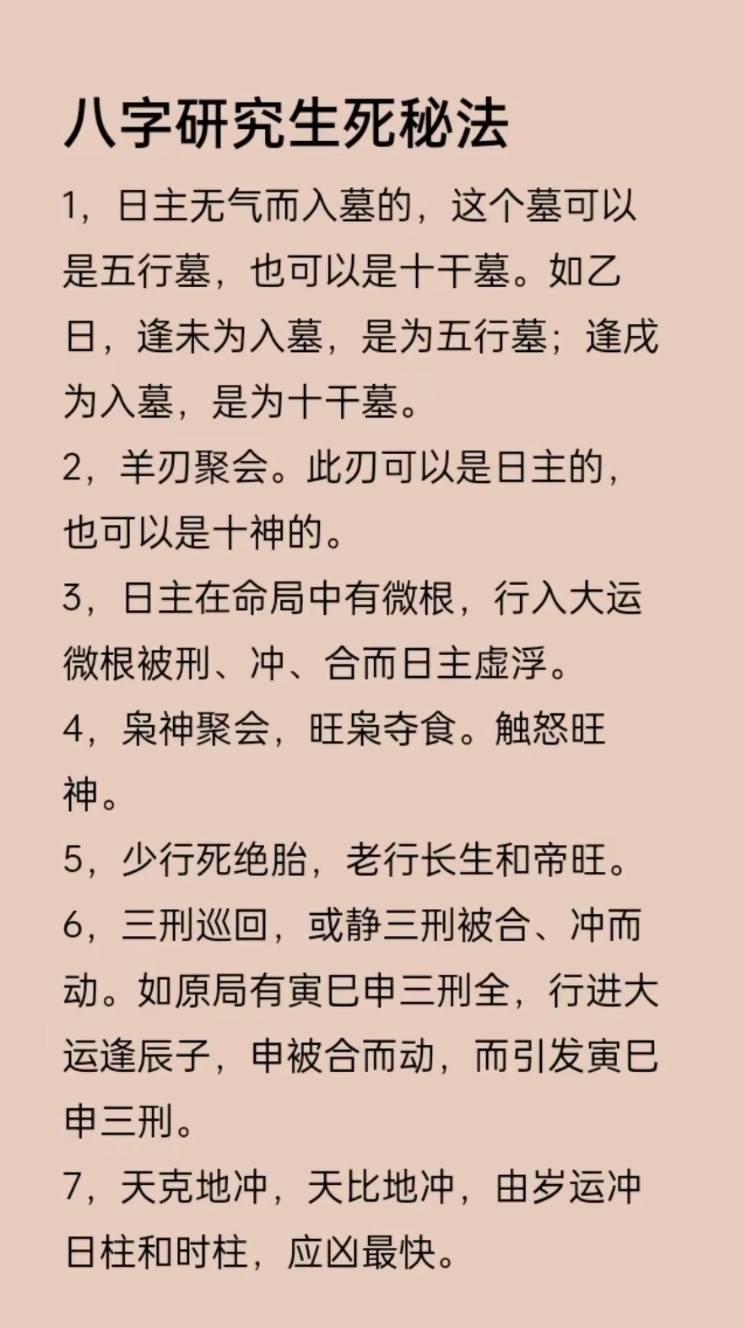 八字研究生死秘法
1，日主无气而入墓的，这个墓可以
是五行墓，也可以是十干墓。如乙
日，逢未为入墓，是为五行墓；逢戌
为入墓，是为十干墓。
2，羊刃聚会。此刃可以是日主的，
也可以是十神的。
3，日主在命局中有微根，行入大运
微根被刑、冲、合而日主虚浮。
4，枭神聚会，旺枭夺食。触怒旺
神。
5，少行死绝胎，老行长生和帝旺。
6，三刑巡回，或静三刑被合、冲而
动。如原局有寅巳申三刑全，行进大
运逢辰子，申被合而动，而引发寅巳
申三刑。
7，天克地冲，天比地冲，由岁运冲
日柱和时柱，应凶最快。